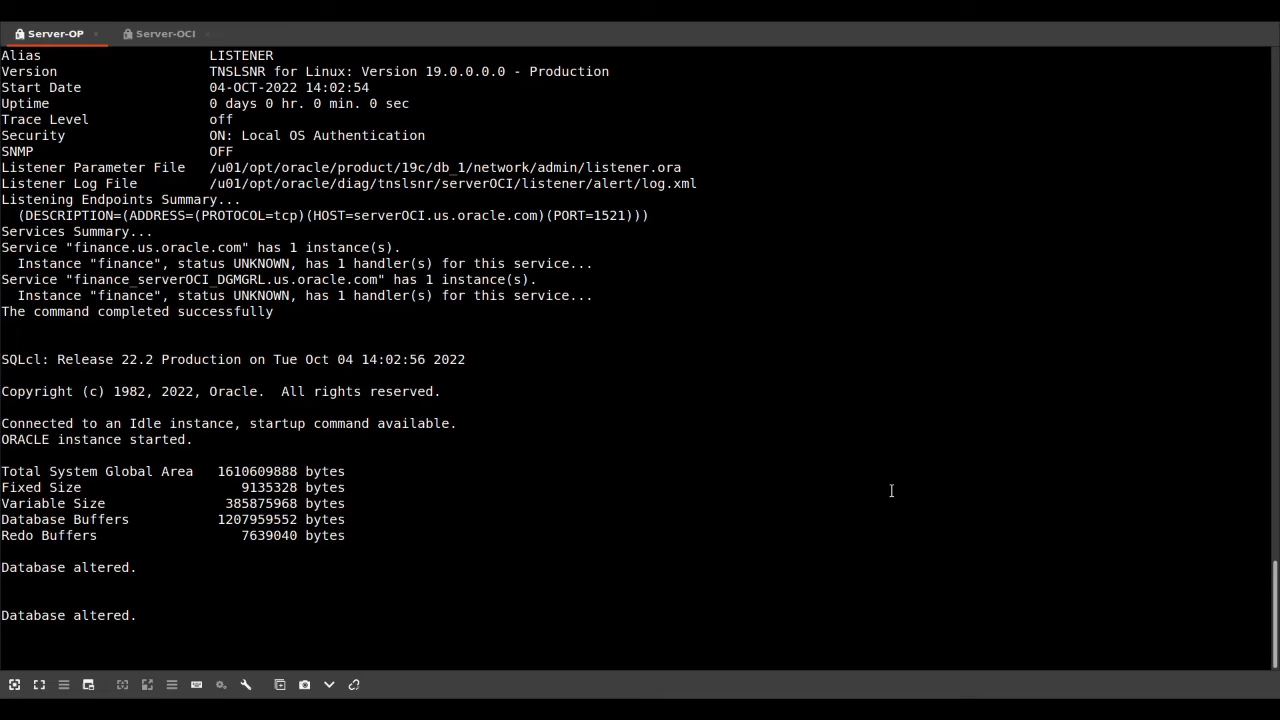 Server-OP × Server-OCI ×
Alias LISTENER
Version TNSLSNR for Linux: Version 19.0.0.0.0 - Production
Start Date 04-OCT-2022 14:02:54
Uptime 0 days 0 hr. 0 min. 0 sec
Trace Level off
Security ON: Local OS Authentication
SNMP OFF
Listener Parameter File /u01/opt/oracle/product/19c/db_1/network/admin/listener.ora
Listener Log File /u01/opt/oracle/diag/tnslsnr/serverOCI/listener/alert/log.xml
Listening Endpoints Summary...
(DESCRIPTION=(ADDRESS=(PROTOCOL=tcp)(HOST=serverOCI.us.oracle.com)(PORT=1521)))
Services Summary...
Service "finance.us.oracle.com" has 1 instance(s).
Instance "finance", status UNKNOWN, has 1 handler(s) for this service...
Service "finance_serverOCI_DGMGRL.us.oracle.com" has 1 instance(s).
Instance "finance", status UNKNOWN, has 1 handler(s) for this service...
The command completed successfully
SQLcl: Release 22.2 Production on Tue Oct 04 14:02:56 2022
Copyright (c) 1982, 2022, Oracle. All rights reserved.
Connected to an Idle instance, startup command available.
ORACLE instance started.
Total System Global Area 1610609888 bytes
Fixed Size 9135328 bytes
Variable Size 385875968 bytes
Database Buffers 1207959552 bytes
Redo Buffers 7639040 bytes
Database altered.
Database altered.